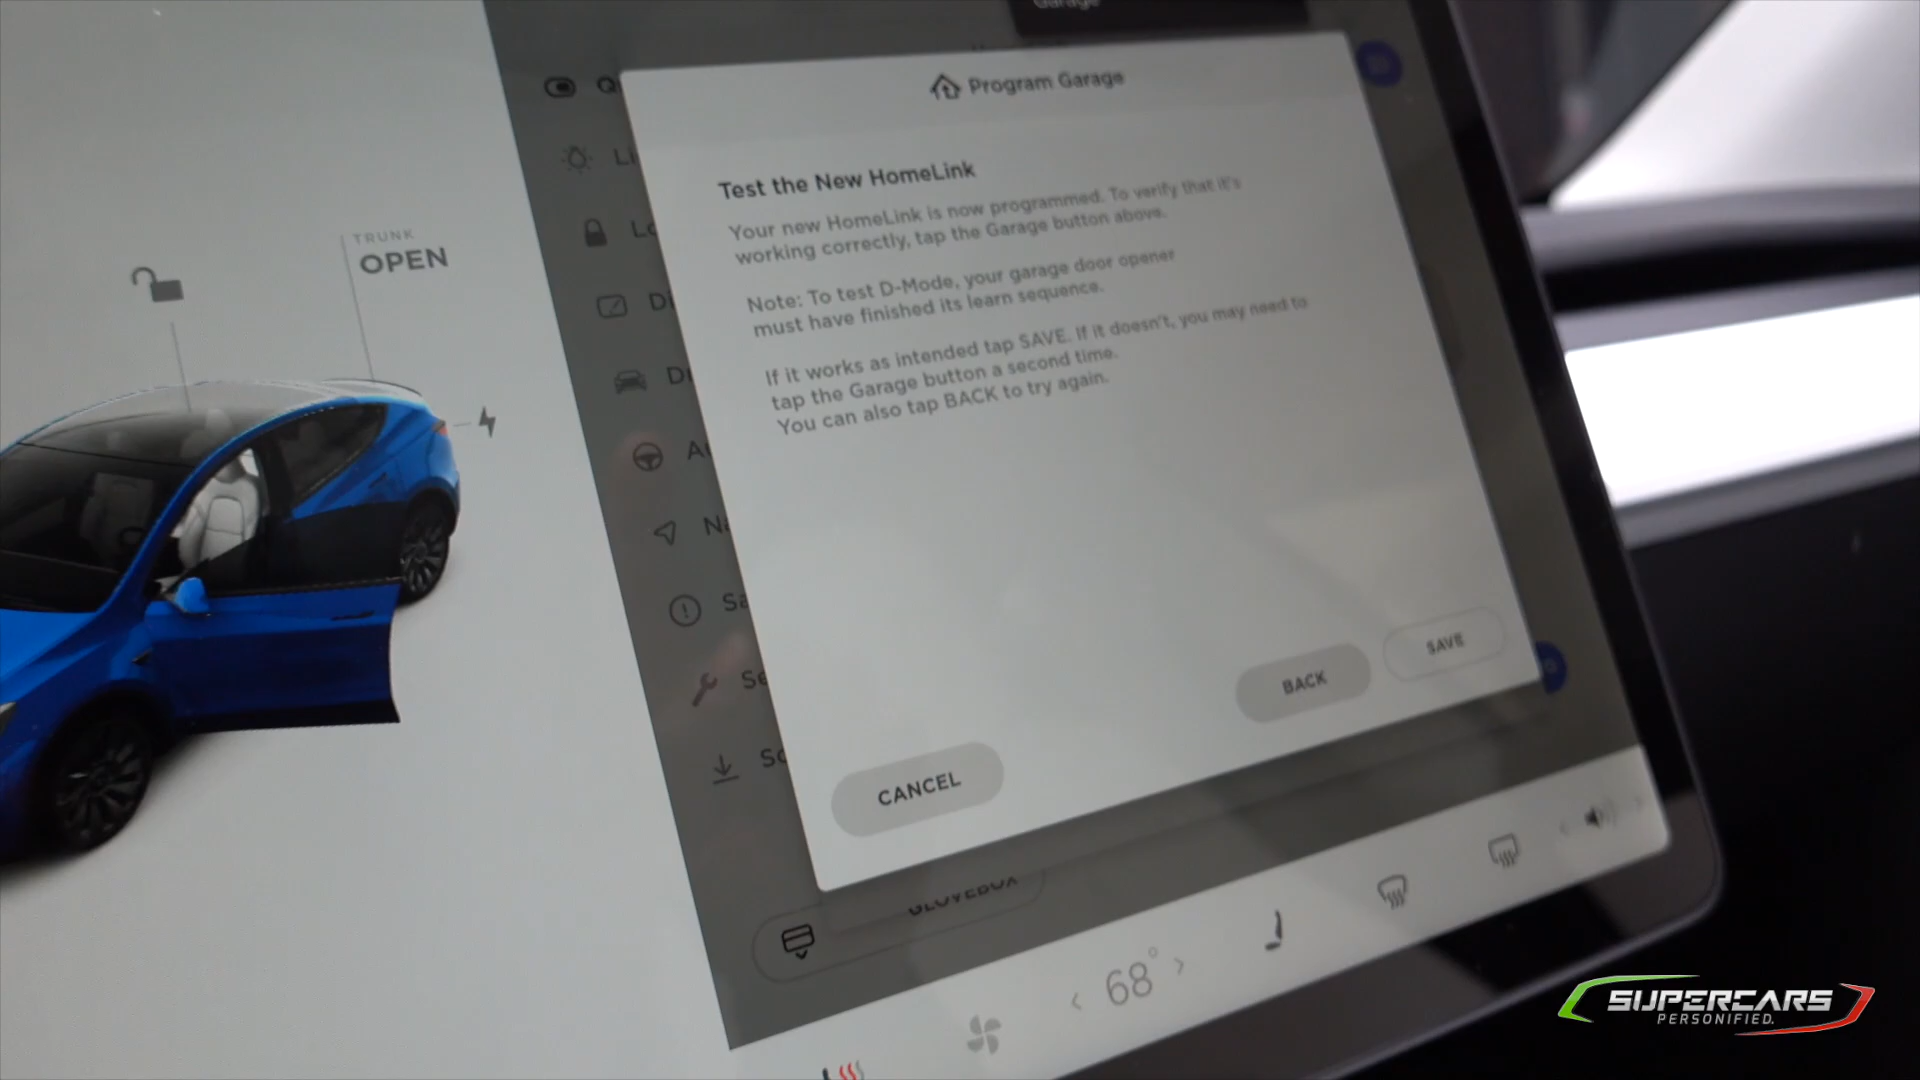 Garage
Program Garage
Test the New HomeLink
Your new HomeLink is now programmed. To verify that it's
working correctly, tap the Garage button above.
Note: To test D-Mode, your garage door opener
must have finished its learn sequence.
If it works as intended tap SAVE. If it doesn't, you may need to
tap the Garage button a second time.
You can also tap BACK to try again.
BACK
SAVE
CANCEL
TRUNK
OPEN
GLOVEBOX
68°
SUPERCARS
PERSONIFIED.